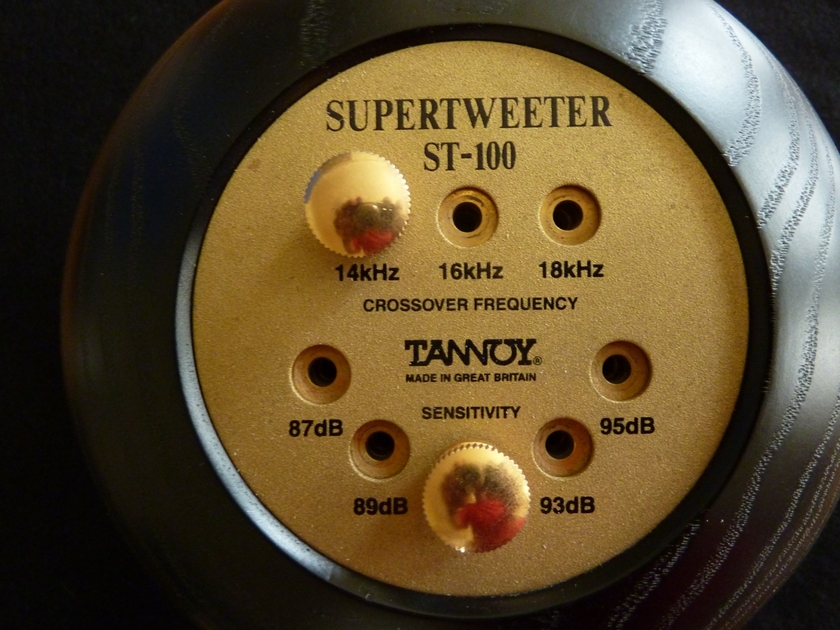 SUPERTWEETER
ST-100
14kHz 16kHz 18kHz
CROSSOVER FREQUENCY
TANNOY®
MADE IN GREAT BRITAIN
SENSITIVITY
87dB 95dB
89dB 93dB